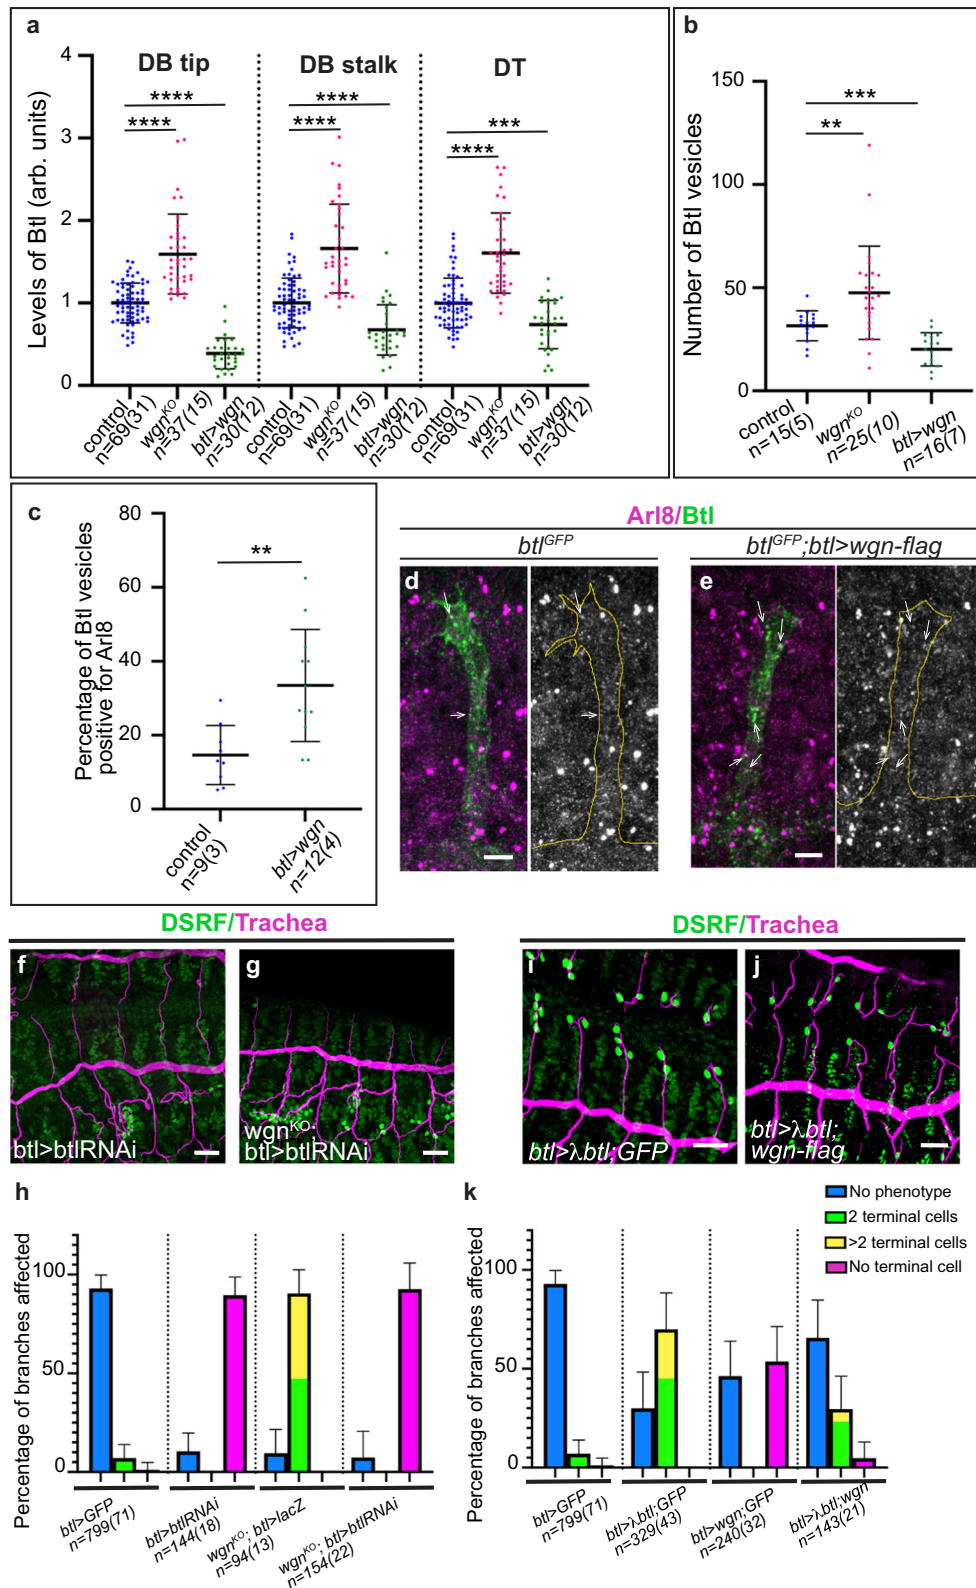 a
DB tip
DB stalk
DT
Levels of Btl (arb. units)
4
3
2
1
0
****
****
****
****
***
****
control
n=69(31)
wgnKO
n=37(15)
btl>wgn
n=30(12)
control
n=69(31)
wgnKO
n=37(15)
btl>wgn
n=30(12)
control
n=69(31)
wgnKO
n=37(15)
btl>wgn
n=30(12)
b
Number of Btl vesicles
150
100
50
0
***
**
control
n=15(5)
wgnKO
n=25(10)
btl>wgn
n=16(7)
c
Percentage of Btl vesicles
positive for Arl8
80
60
40
20
0
**
control
n=9(3)
btl>wgn
n=12(4)
Arl8/Btl
btlGFP
btlGFP;btl>wgn-flag
d
e
DSRF/Trachea
DSRF/Trachea
f
btl>btlRNAi
g
wgnKO;
btl>btlRNAi
i
btl>λbtl;GFP
j
btl>λbtl;
wgn-flag
h
Percentage of branches affected
100
50
0
btl>GFP
n=799(71)
btl>btlRNAi
n=144(18)
wgnKO; btl>lacZ
n=94(13)
wgnKO; btl>btlRNAi
n=154(22)
k
No phenotype
2 terminal cells
>2 terminal cells
No terminal cell
Percentage of branches affected
100
50
0
btl>GFP
n=799(71)
btl>λbtl;GFP
n=329(43)
btl>wgn;GFP
n=240(32)
btl>λbtl;wgn
n=143(21)